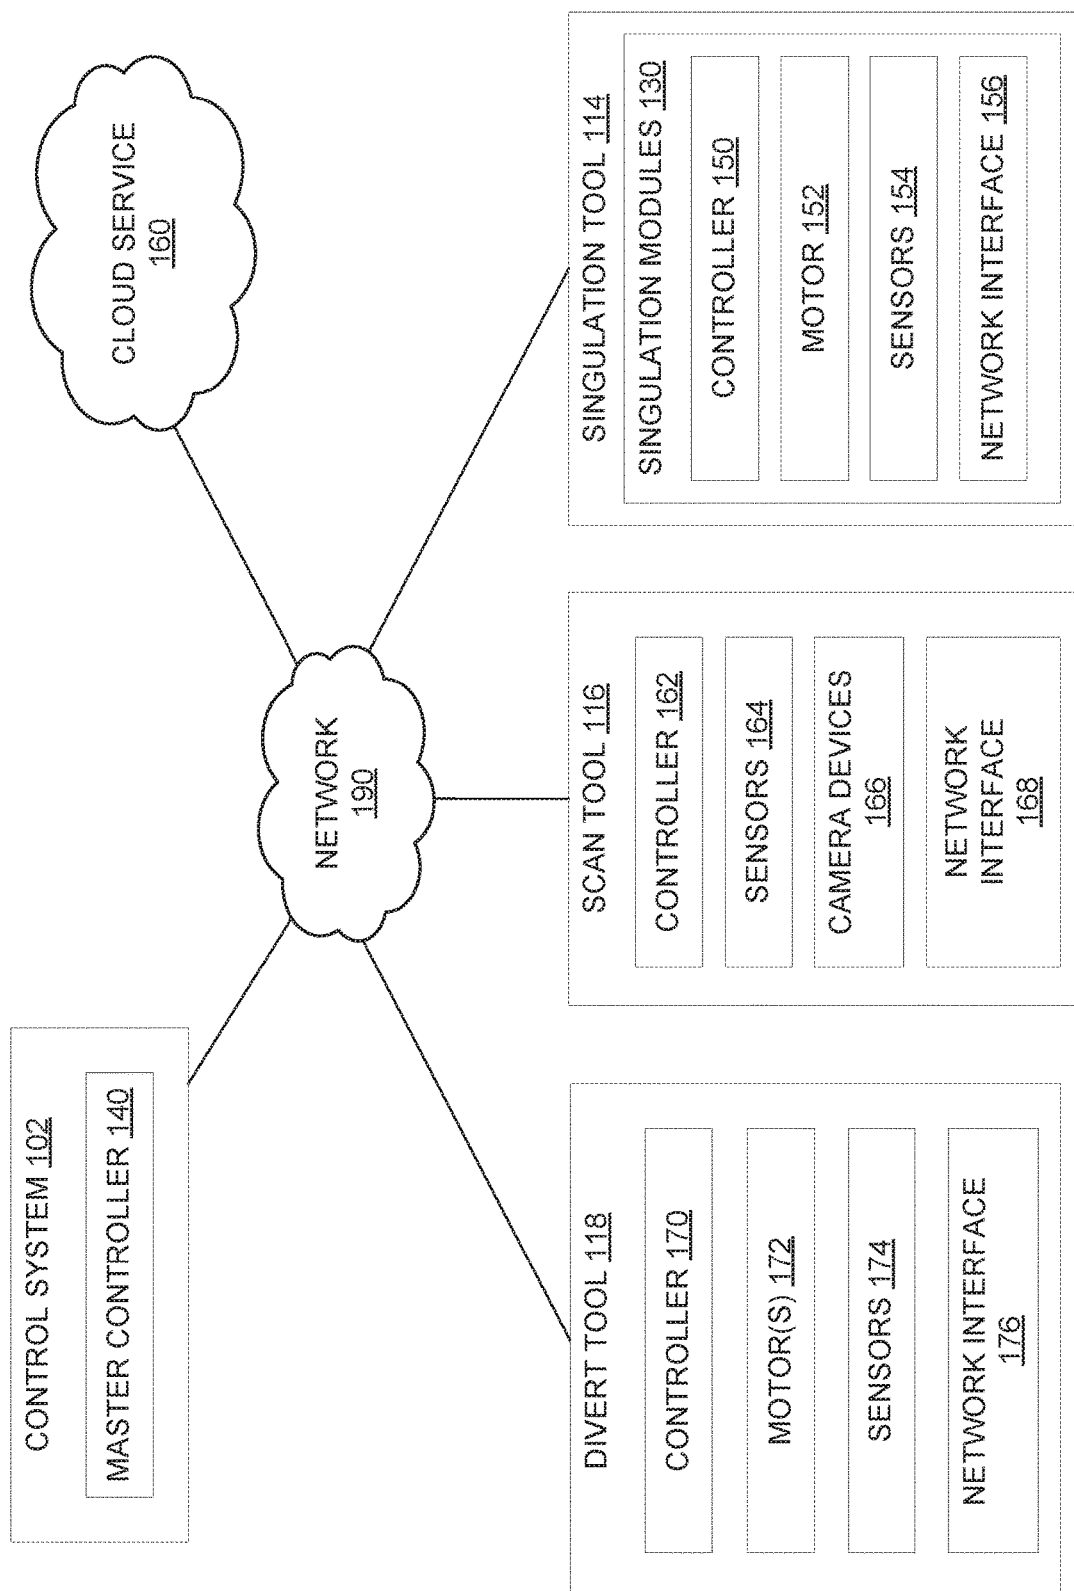 CONTROL SYSTEM 102
MASTER CONTROLLER 140
CLOUD SERVICE
160
NETWORK
190
DIVERT TOOL 118
CONTROLLER 170
MOTOR(S) 172
SENSORS 174
NETWORK INTERFACE
176
SCAN TOOL 116
CONTROLLER 162
SENSORS 164
CAMERA DEVICES
166
NETWORK
INTERFACE
168
SINGULATION TOOL 114
SINGULATION MODULES 130
CONTROLLER 150
MOTOR 152
SENSORS 154
NETWORK INTERFACE 156